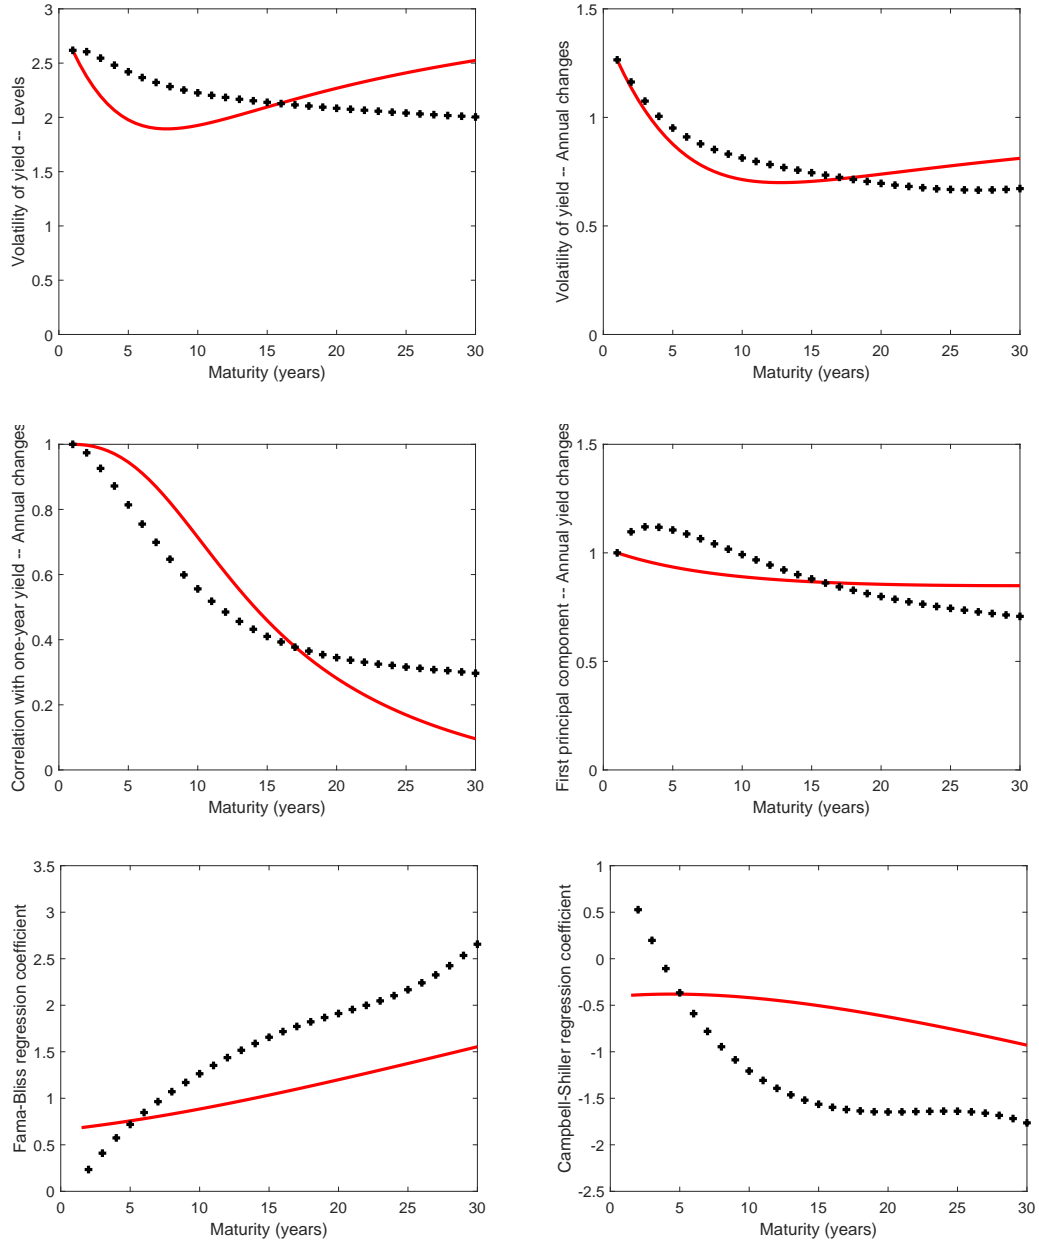 Volatility of yield -- Levels
3
2.5
2
1.5
1
0.5
0
0 5 10 15 20 25 30
Maturity (years)
Volatility of yield -- Annual changes
1.5
1
0.5
0
0 5 10 15 20 25 30
Maturity (years)
Correlation with one-year yield -- Annual changes
1
0.8
0.6
0.4
0.2
0
0 5 10 15 20 25 30
Maturity (years)
First principal component -- Annual yield changes
1.5
1
0.5
0
0 5 10 15 20 25 30
Maturity (years)
Fama-Bliss regression coefficient
3.5
3
2.5
2
1.5
1
0.5
0
0 5 10 15 20 25 30
Maturity (years)
Campbell-Shiller regression coefficient
1
0.5
0
-0.5
-1
-1.5
-2
-2.5
0 5 10 15 20 25 30
Maturity (years)